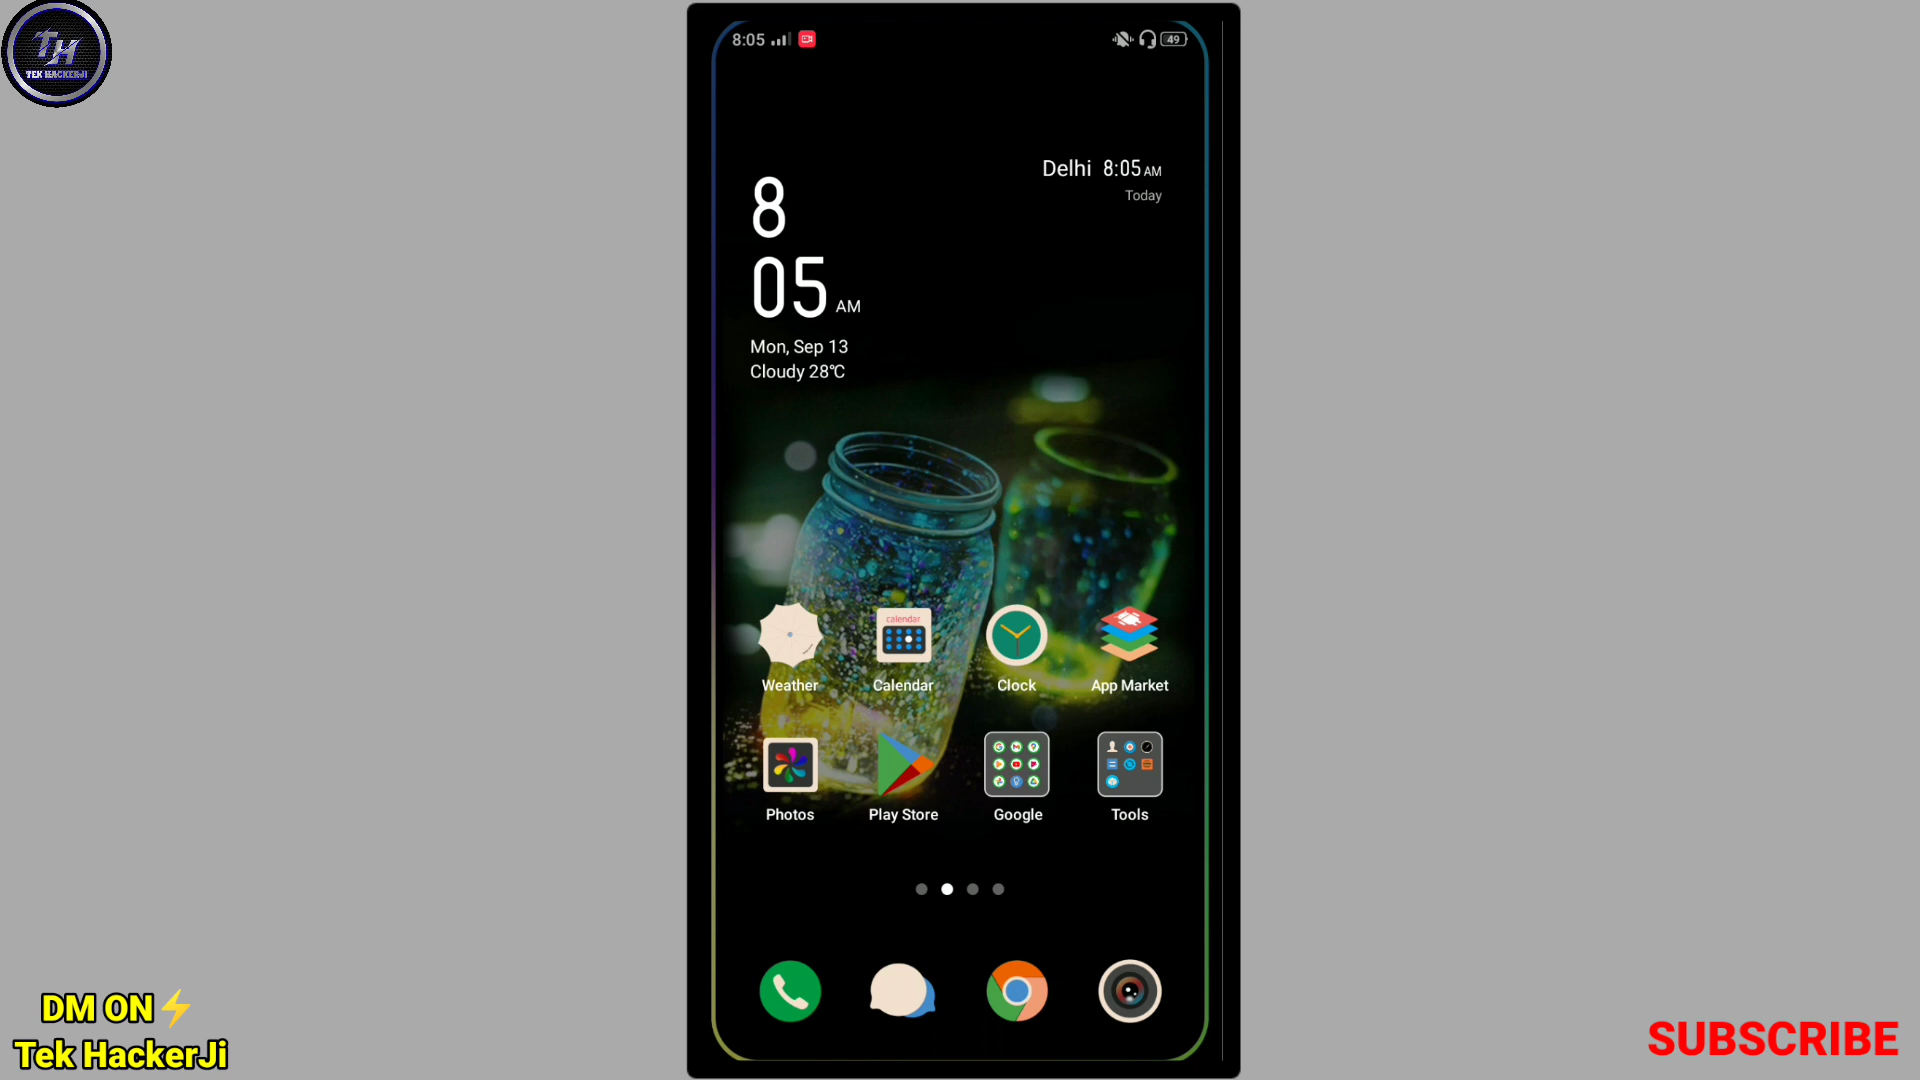 TH
TEK HACKERJI
8:05
49
Delhi 8:05 AM
Today
8
05 AM
Mon, Sep 13
Cloudy 28℃
calendar
Weather
Calendar
Clock
App Market
Photos
Play Store
Google
Tools
DM ON⚡
Tek HackerJi
SUBSCRIBE